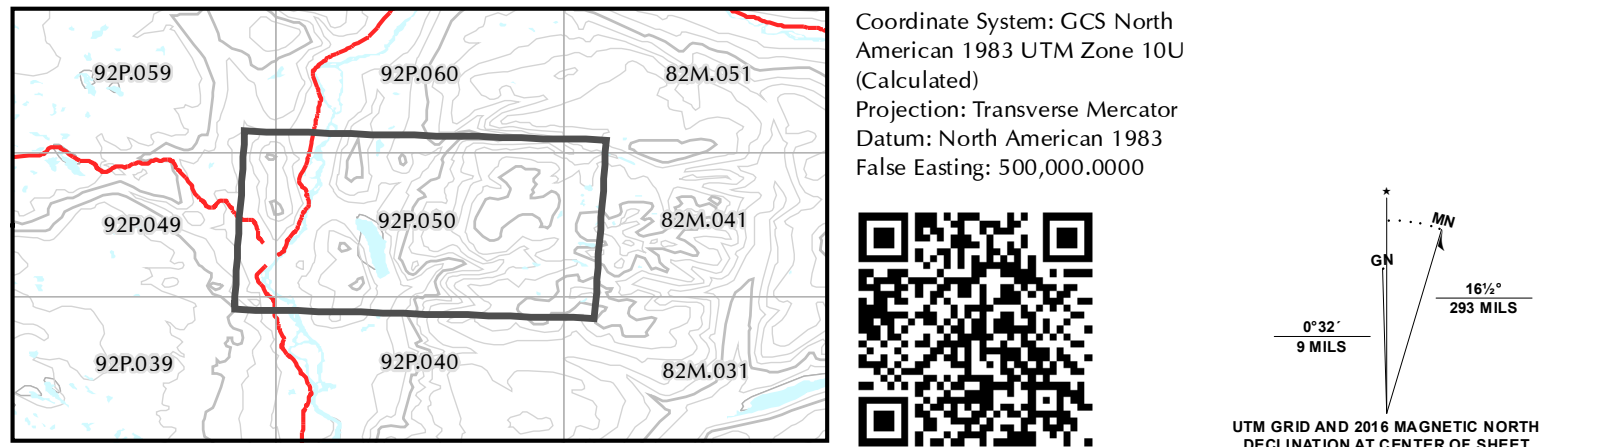 92P.059
92P.060
82M.051
92P.049
92P.050
82M.041
92P.039
92P.040
82M.031
Coordinate System: GCS North
American 1983 UTM Zone 10U
(Calculated)
Projection: Transverse Mercator
Datum: North American 1983
False Easting: 500,000.0000
MN
GN
16½°
293 MILS
0°32´
9 MILS
UTM GRID AND 2016 MAGNETIC NORTH
DECLINATION AT CENTER OF SHEET